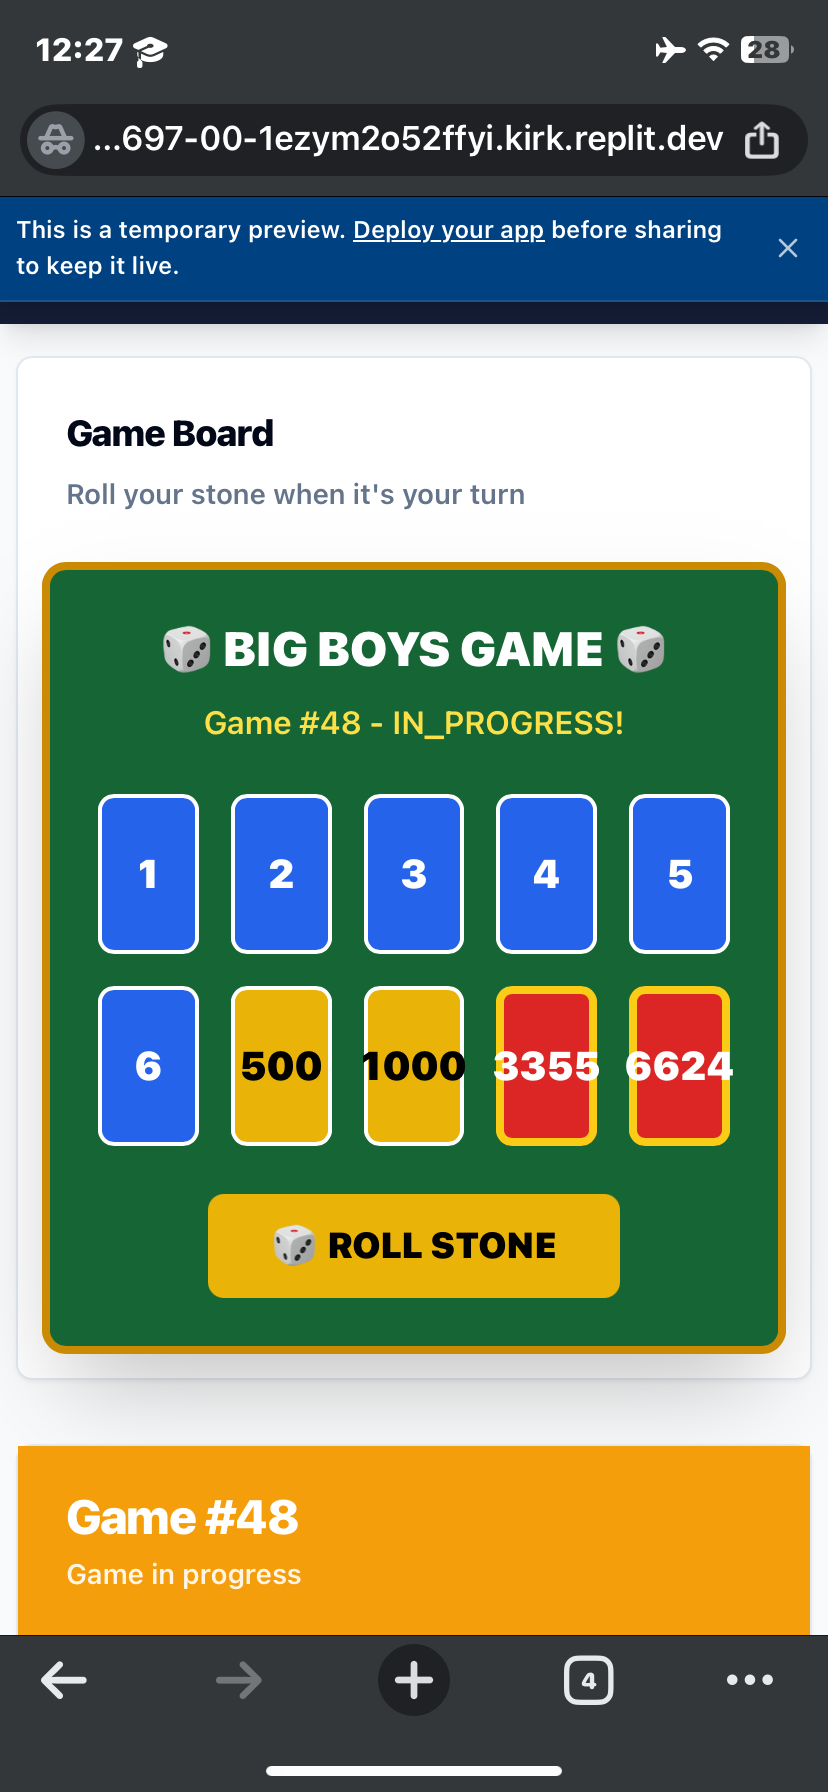 12:27
28
...697-00-1ezym2o52ffyi.kirk.replit.dev
This is a temporary preview. Deploy your app before sharing
to keep it live.
Game Board
Roll your stone when it's your turn
🎲 BIG BOYS GAME 🎲
Game #48 - IN_PROGRESS!
1 2 3 4 5
6 500 1000 3355 6624
🎲 ROLL STONE
Game #48
Game in progress
4